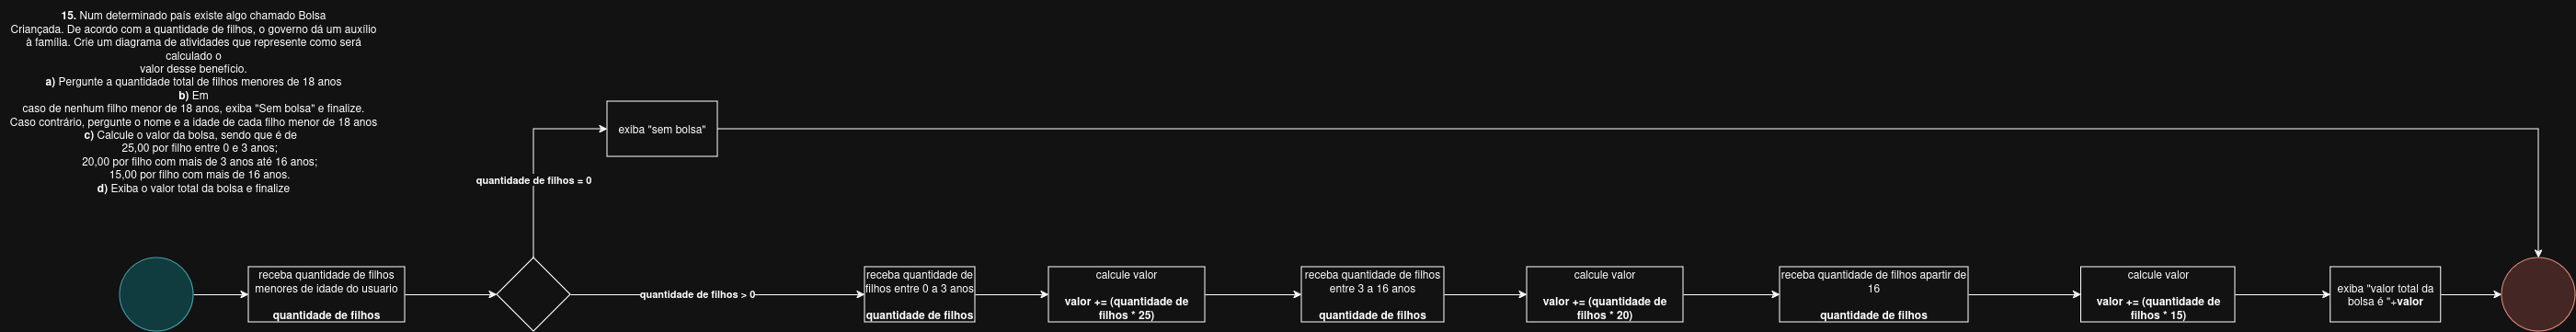 15. Num determinado país existe algo chamado Bolsa
Criançada. De acordo com a quantidade de filhos, o governo dá um auxílio
à família. Crie um diagrama de atividades que represente como será
calculado o
valor desse benefício.
a) Pergunte a quantidade total de filhos menores de 18 anos
b) Em
caso de nenhum filho menor de 18 anos, exiba "Sem bolsa" e finalize.
Caso contrário, pergunte o nome e a idade de cada filho menor de 18 anos
c) Calcule o valor da bolsa, sendo que é de
25,00 por filho entre 0 e 3 anos;
20,00 por filho com mais de 3 anos até 16 anos;
15,00 por filho com mais de 16 anos.
d) Exiba o valor total da bolsa e finalize
exiba "sem bolsa"
quantidade de filhos = 0
receba quantidade de filhos
menores de idade do usuario
quantidade de filhos
quantidade de filhos > 0
receba quantidade de
filhos entre 0 a 3 anos
quantidade de filhos
calcule valor
valor += (quantidade de
filhos * 25)
receba quantidade de filhos
entre 3 a 16 anos
quantidade de filhos
calcule valor
valor += (quantidade de
filhos * 20)
receba quantidade de filhos apartir de
16
quantidade de filhos
calcule valor
valor += (quantidade de
filhos * 15)
exiba "valor total da
bolsa é "+valor